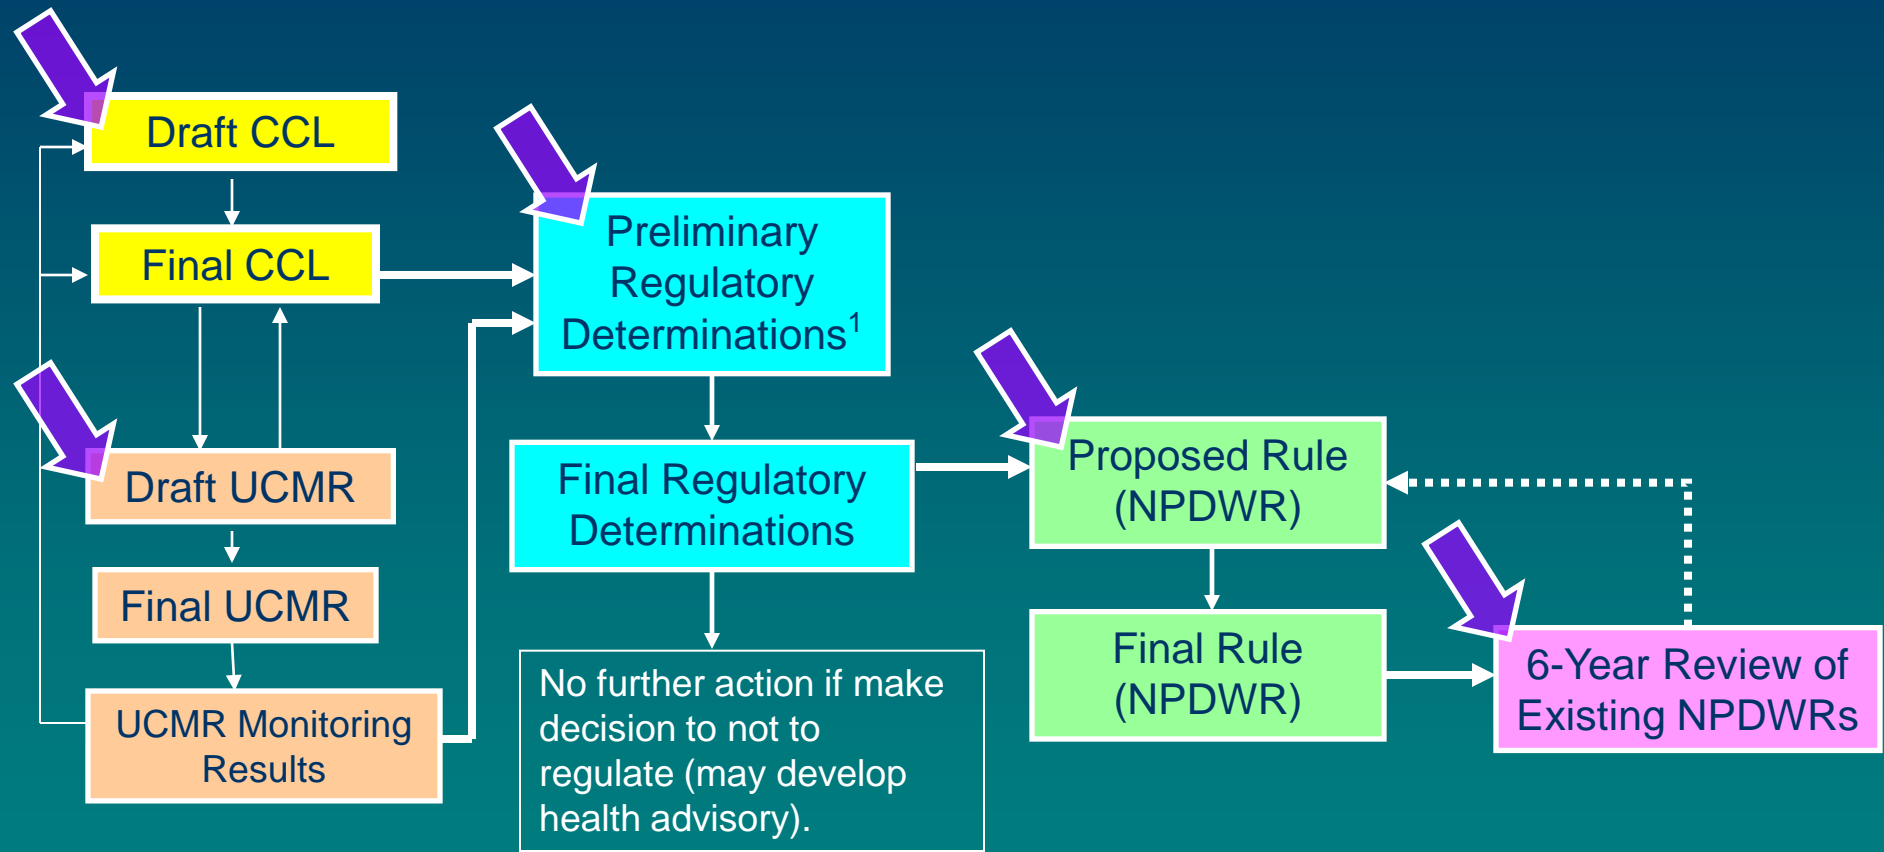 Draft CCL
Final CCL
Draft UCMR
Final UCMR
UCMR Monitoring
Results
Preliminary
Regulatory
Determinations¹
Final Regulatory
Determinations
No further action if make
decision to not to
regulate (may develop
health advisory).
Proposed Rule
(NPDWR)
Final Rule
(NPDWR)
6-Year Review of
Existing NPDWRs